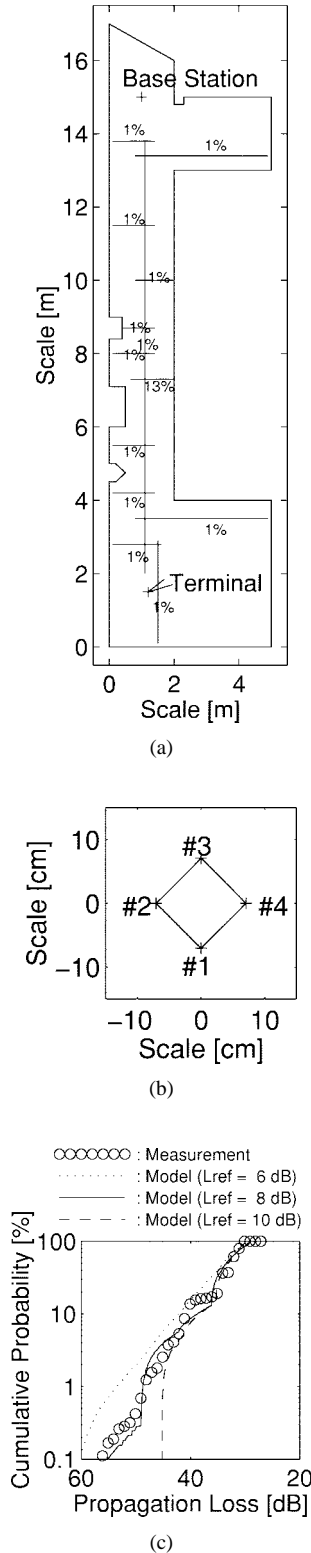 16
14
12
10
8
6
4
2
0
Scale [m]
Base Station
1%
1%
1%
1%
1%
1%
1%
13%
1%
1%
1%
1%
Terminal
1%
0 2 4
Scale [m]
(a)
10
0
−10
Scale [cm]
#3
#2
#4
#1
−10 0 10
Scale [cm]
(b)
: Measurement
: Model (Lref = 6 dB)
: Model (Lref = 8 dB)
: Model (Lref = 10 dB)
100
10
1
0.1
Cumulative Probability [%]
60 40 20
Propagation Loss [dB]
(c)